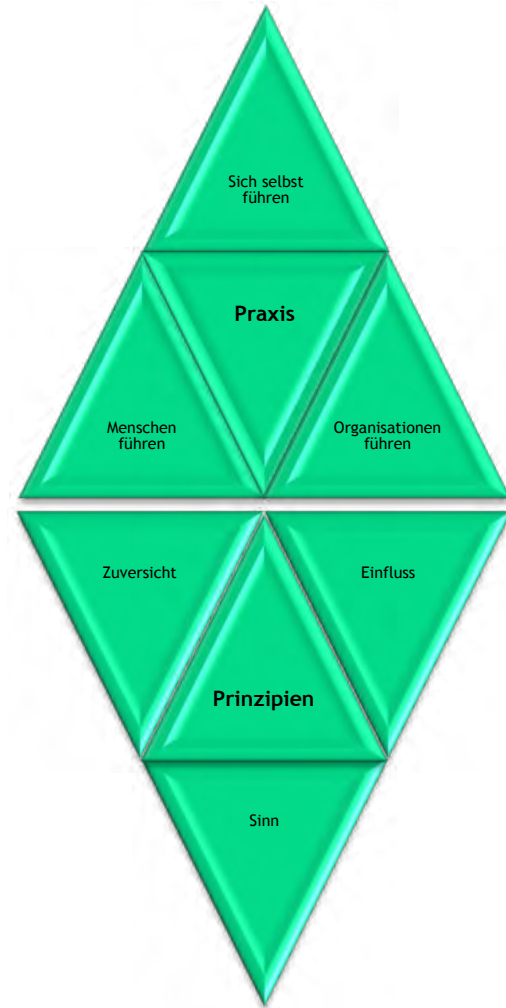 Sich selbst
führen
Praxis
Menschen
führen
Organisationen
führen
Zuversicht
Einfluss
Prinzipien
Sinn